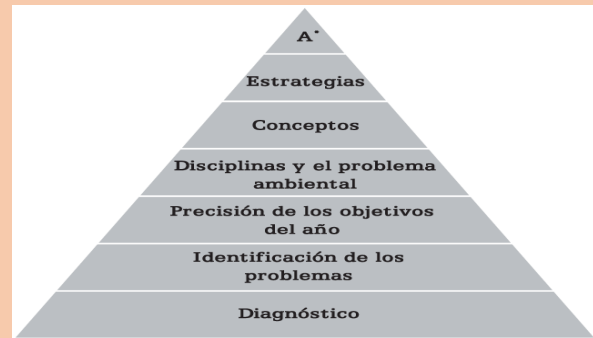 A*
Estrategias
Conceptos
Disciplinas y el problema
ambiental
Precisión de los objetivos
del año
Identificación de los
problemas
Diagnóstico